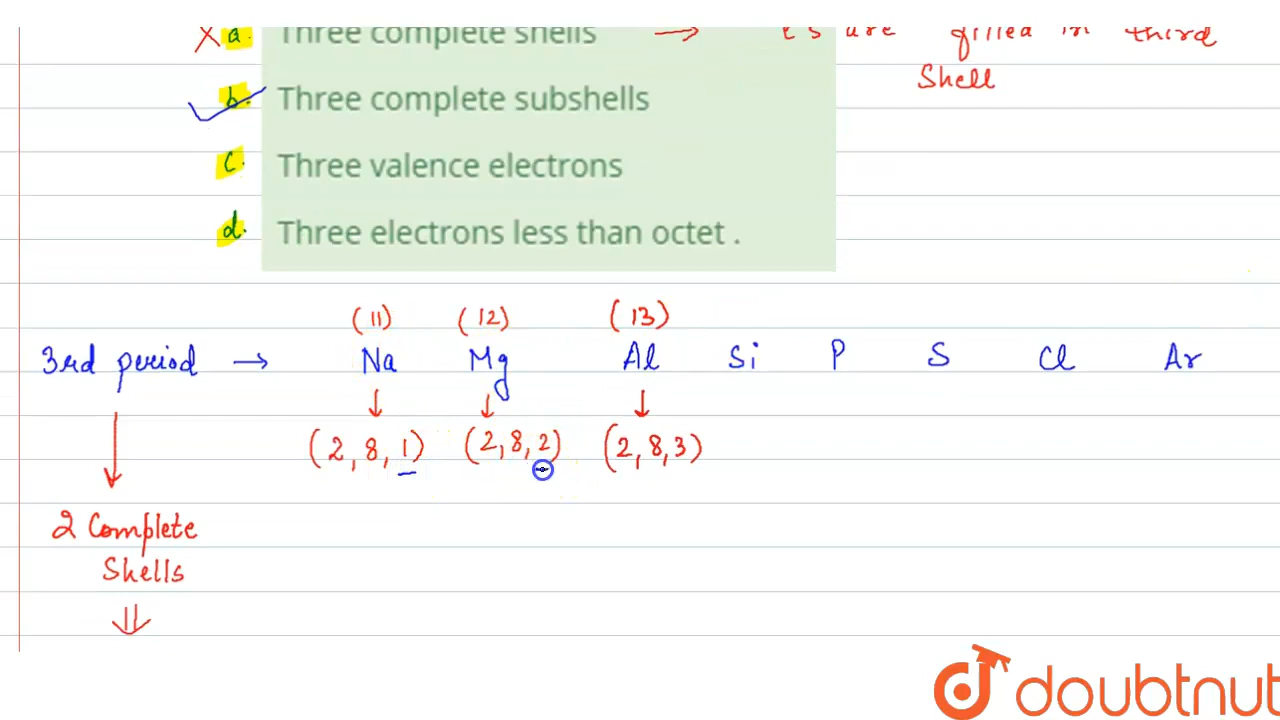 a. Three complete shells → e's are filled in third
Shell
b. Three complete subshells
c. Three valence electrons
d. Three electrons less than octet .
(11) (12) (13)
3rd period → Na Mg Al Si P S Cl Ar
(2, 8, 1) (2, 8, 2) (2, 8, 3)
2 Complete
Shells
doubtnut